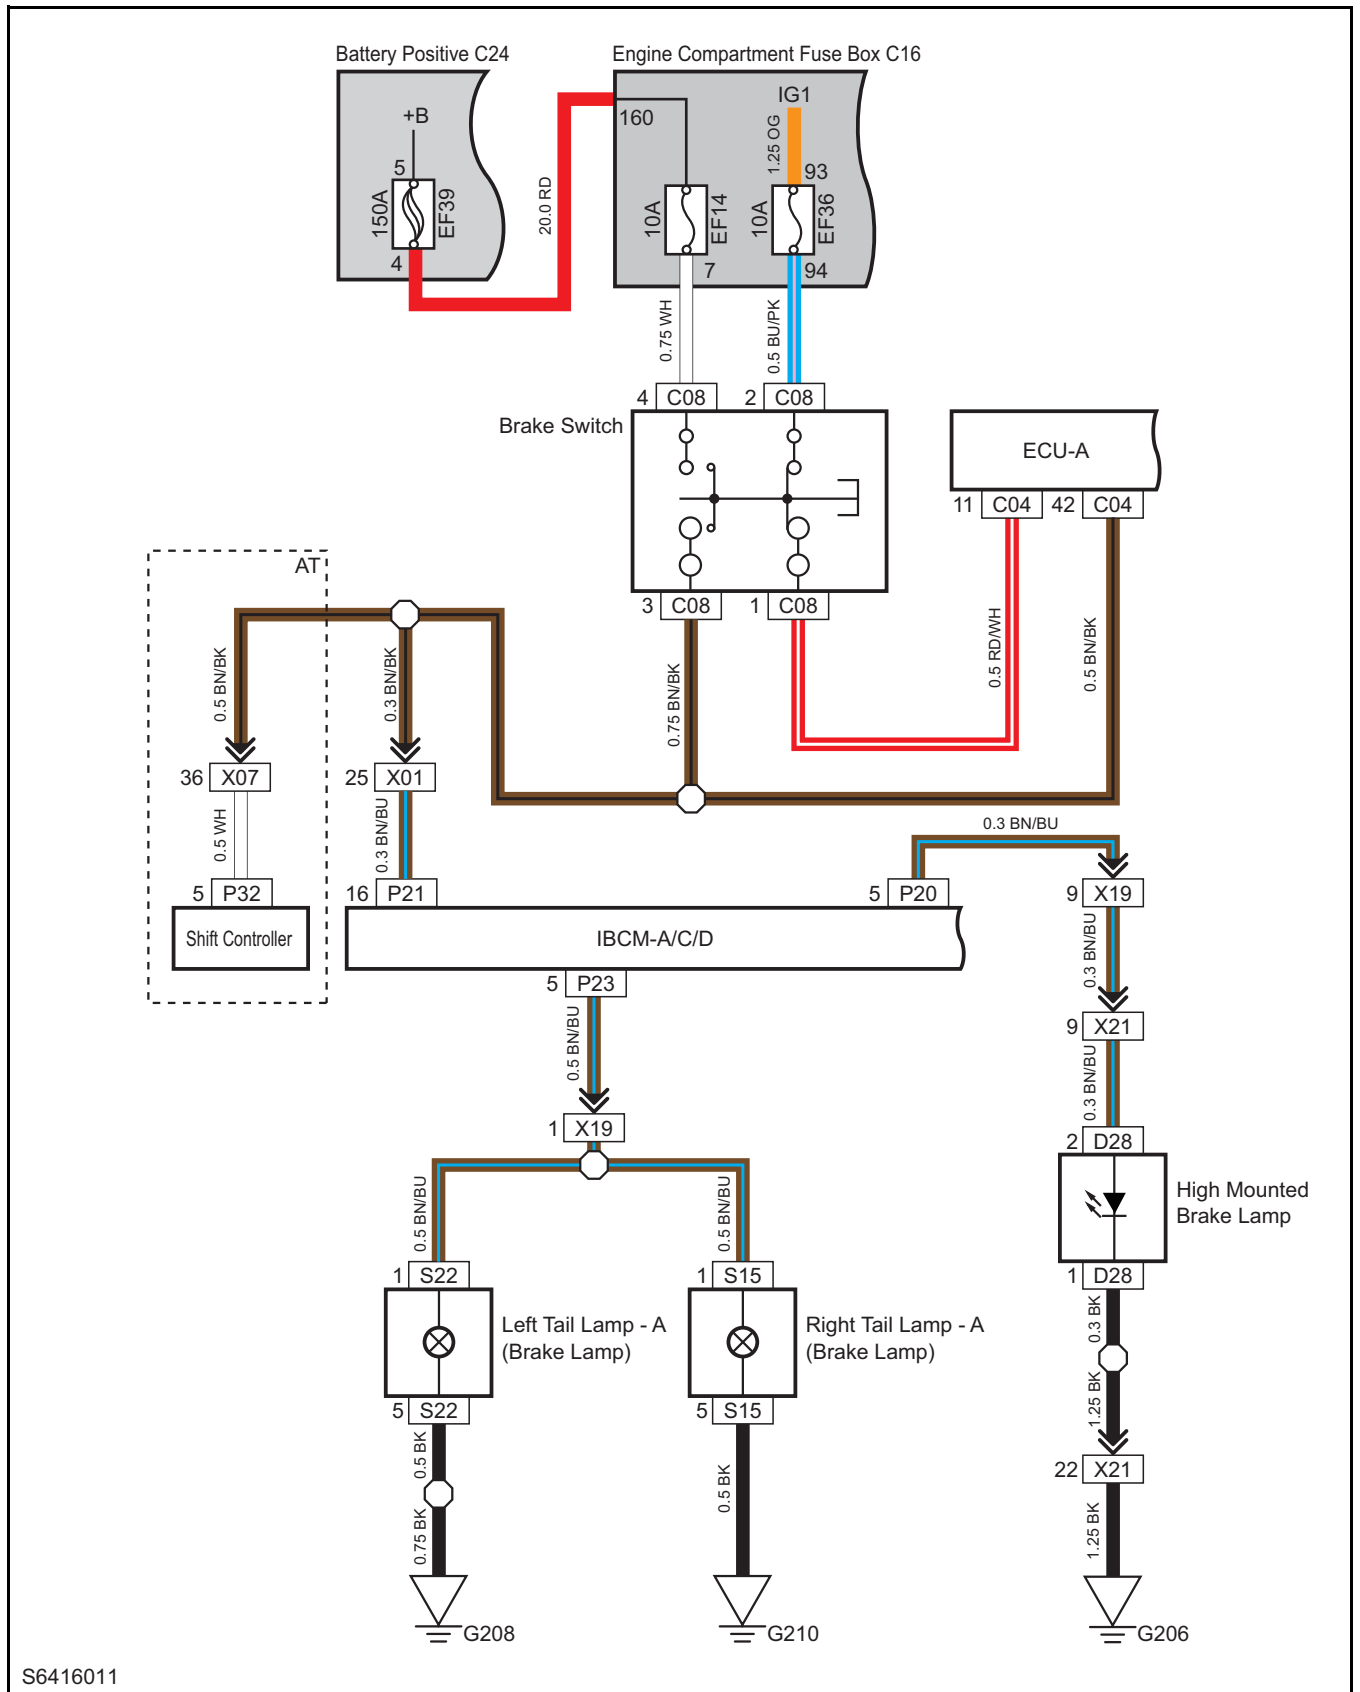 Battery Positive C24
Engine Compartment Fuse Box C16
+B
5
150A
EF39
4
20.0 RD
160
IG1
1.25 OG
93
10A
EF14
10A
EF36
7
94
0.75 WH
0.5 BU/PK
4 C08
2 C08
Brake Switch
ECU-A
11 C04
42 C04
3 C08
1 C08
AT
0.5 BN/BK
0.3 BN/BK
0.75 BN/BK
0.5 RD/WH
0.5 BN/BK
36 X07
25 X01
0.5 WH
0.3 BN/BU
0.3 BN/BU
5 P32
16 P21
5 P20
9 X19
Shift Controller
IBCM-A/C/D
0.3 BN/BU
5 P23
0.5 BN/BU
9 X21
0.3 BN/BU
1 X19
2 D28
0.5 BN/BU
0.5 BN/BU
High Mounted
Brake Lamp
1 S22
1 S15
1 D28
Left Tail Lamp - A
(Brake Lamp)
Right Tail Lamp - A
(Brake Lamp)
0.3 BK
1.25 BK
5 S22
5 S15
0.5 BK
0.5 BK
22 X21
0.75 BK
1.25 BK
G208
G210
G206
S6416011